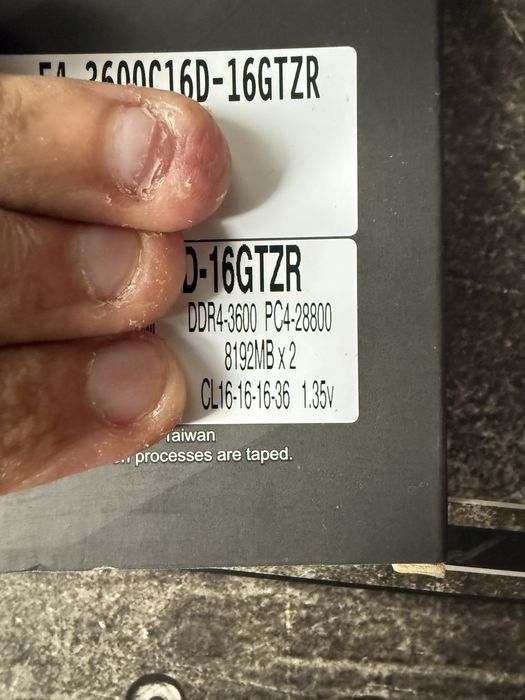 F4-3600C16D-16GTZR
D-16GTZR
DDR4-3600 PC4-28800
8192MB x 2
CL16-16-16-36 1.35v
Taiwan
processes are taped.